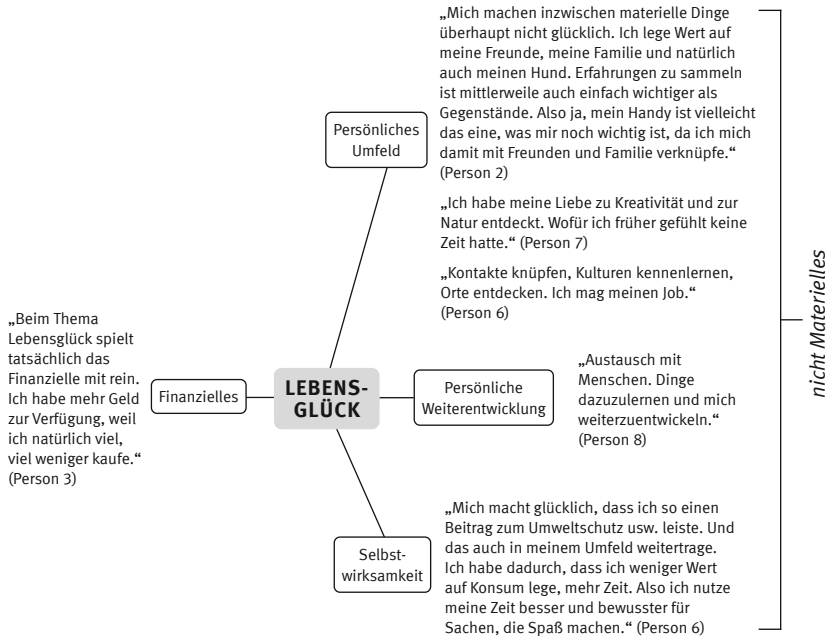 „Mich machen inzwischen materielle Dinge
überhaupt nicht glücklich. Ich lege Wert auf
meine Freunde, meine Familie und natürlich
auch meinen Hund. Erfahrungen zu sammeln
ist mittlerweile auch einfach wichtiger als
Gegenstände. Also ja, mein Handy ist vielleicht
das eine, was mir noch wichtig ist, da ich mich
damit mit Freunden und Familie verknüpfe.“
(Person 2)
Persönliches
Umfeld
„Ich habe meine Liebe zu Kreativität und zur
Natur entdeckt. Wofür ich früher gefühlt keine
Zeit hatte.“ (Person 7)
„Kontakte knüpfen, Kulturen kennenlernen,
Orte entdecken. Ich mag meinen Job.“
(Person 6)
nicht Materielles
„Beim Thema
Lebensglück spielt
tatsächlich das
Finanzielle mit rein.
Ich habe mehr Geld
zur Verfügung, weil
ich natürlich viel,
viel weniger kaufe.“
(Person 3)
Finanzielles
LEBENS-
GLÜCK
Persönliche
Weiterentwicklung
„Austausch mit
Menschen. Dinge
dazuzulernen und mich
weiterzuentwickeln.“
(Person 8)
Selbst-
wirksamkeit
„Mich macht glücklich, dass ich so einen
Beitrag zum Umweltschutz usw. leiste. Und
das auch in meinem Umfeld weitertrage.
Ich habe dadurch, dass ich weniger Wert
auf Konsum lege, mehr Zeit. Also ich nutze
meine Zeit besser und bewusster für
Sachen, die Spaß machen.“ (Person 6)